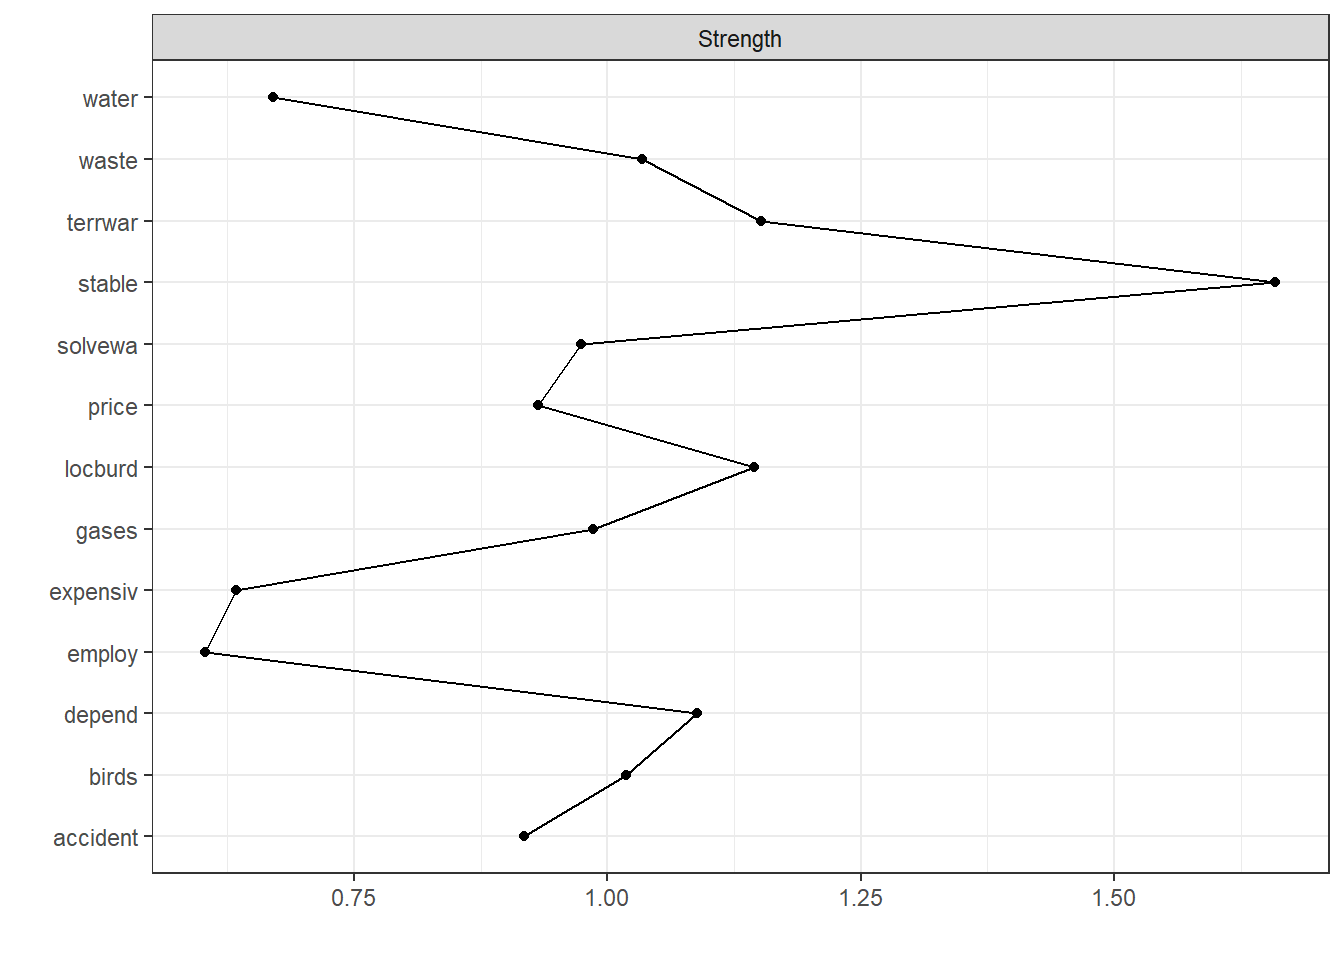 Strength
water
waste
terrwar
stable
solvewa
price
locburd
gases
expensiv
employ
depend
birds
accident
0.75 1.00 1.25 1.50